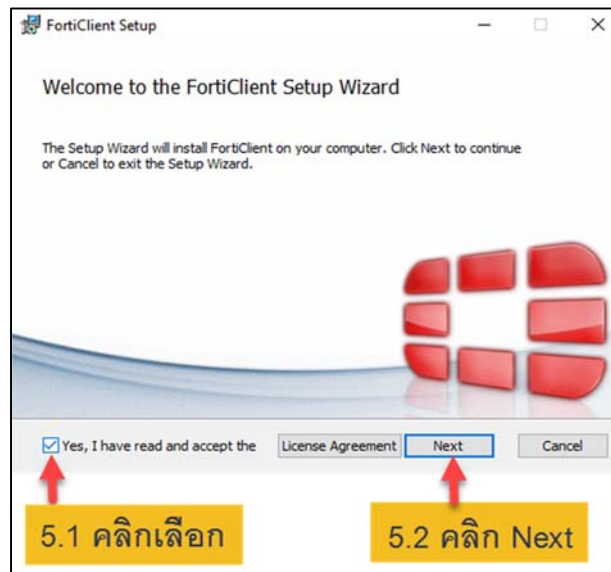 FortiClient Setup
Welcome to the FortiClient Setup Wizard
The Setup Wizard will install FortiClient on your computer. Click Next to continue
or Cancel to exit the Setup Wizard.
Yes, I have read and accept the License Agreement Next Cancel
5.1 คลิกเลือก 5.2 คลิก Next